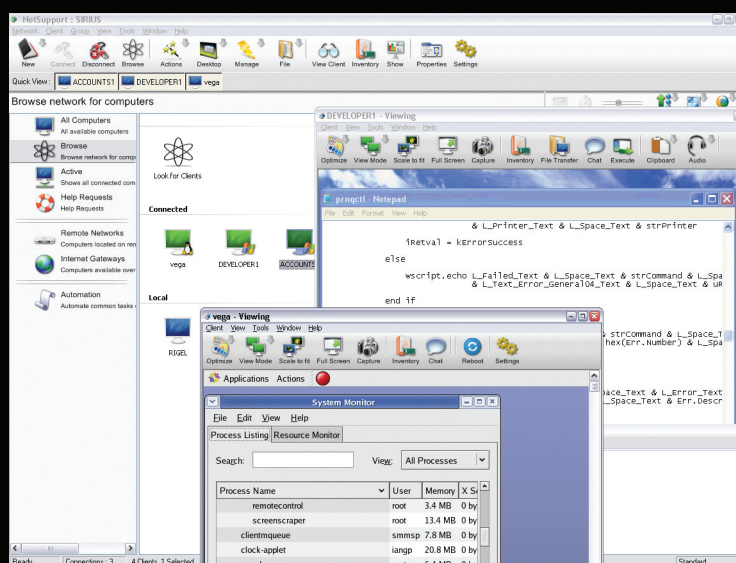 NetSupport : SIRIUS
Network Client Group View Tools Window Help
New Connect Disconnect Browse Actions Desktop Manage File View Client Inventory Show Properties Settings
Quick View: ACCOUNTS1 DEVELOPER1 vega
Browse network for computers
All Computers
All available computers
Browse
Browse network for comp
Active
Shows all connected com
Help Requests
Help Requests
Remote Networks
Computers located on ren
Internet Gateways
Computers available over
Automation
Automate common tasks
Look for Clients
Connected
vega DEVELOPER1 ACCOUNTS
Local
RIGEL
DEVELOPER1 - Viewing
Client View Tools Window Help
Optimize View Mode Scale to fit Full Screen Capture Inventory File Transfer Chat Execute Clipboard Audio
prnqctl - Notepad
File Edit Format View Help
& L_Printer_Text & L_Space_Text & strPrinter
iRetval = kErrorSuccess
else
wscript.echo L_Failed_Text & L_Space_Text & strCommand & L_Spa
& L_Text_Error_General04_Text & L_Space_Text & uR
end if
strCommand & L_Space_T
hex(Err.Number) & L_Spa
ace_Text & L_Error_Text
L_Space_Text & Err.Descr
vega - Viewing
Client View Tools Window Help
Optimize View Mode Scale to fit Full Screen Capture Inventory Chat Reboot Settings
Applications Actions
System Monitor
File Edit View Help
Process Listing Resource Monitor
Search: View: All Processes
Process Name User Memory X Se
remotecontrol root 3.4 MB 0 by
screenscraper root 13.4 MB 0 by
clientmqueue smmsp 7.8 MB 0 by
clock-applet iangp 20.8 MB 0 by
Ready Connections : 3 4 Clients, 1 Selected Standard